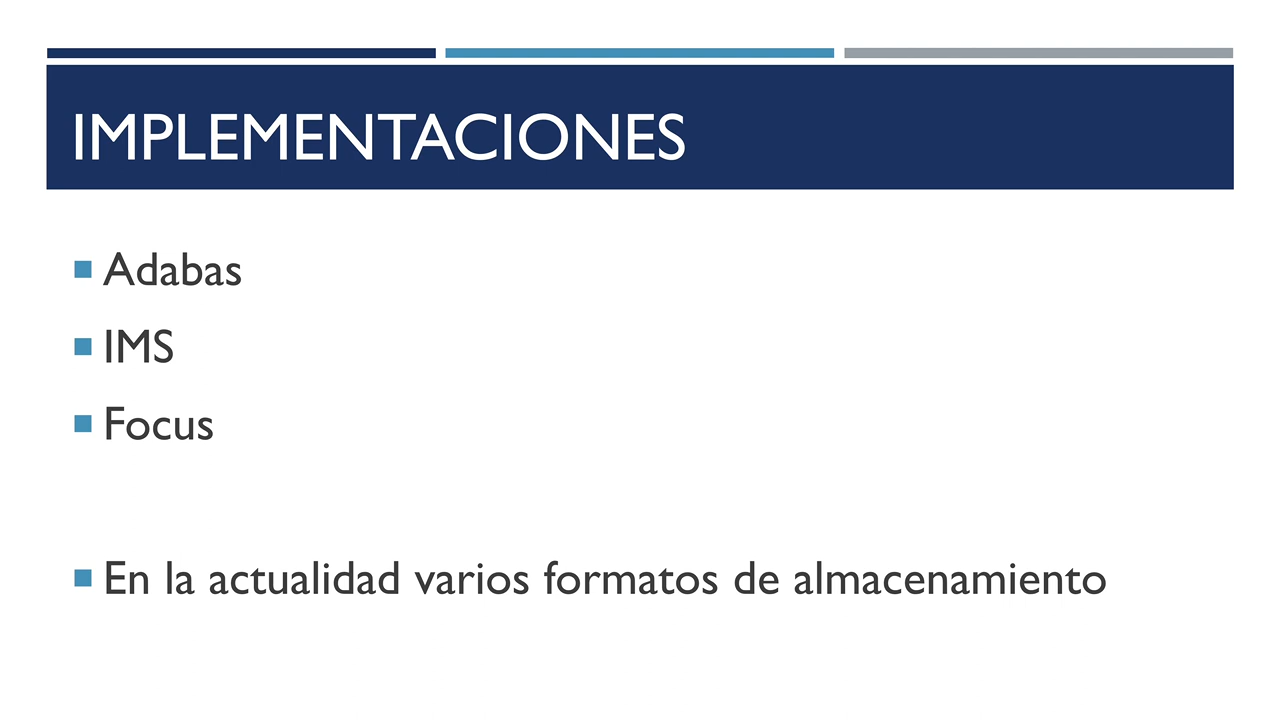 IMPLEMENTACIONES
Adabas
IMS
Focus
En la actualidad varios formatos de almacenamiento